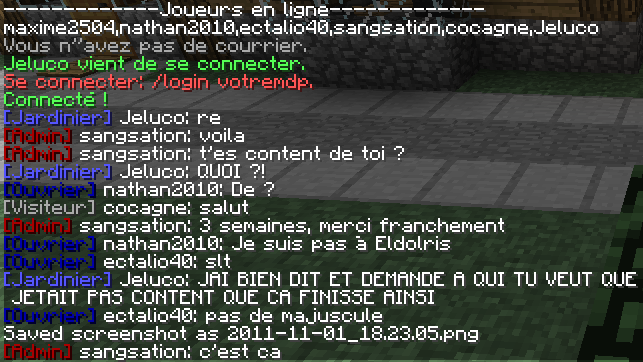 -------------Joueurs en ligne-------------
maxime2504,nathan2010,ectalio40,sangsation,cocagne,Jeluco
Vous n''avez pas de courrier.
Jeluco vient de se connecter.
Se connecter: /login votremdp.
Connecté !
[Jardinier] Jeluco: re
[Admin] sangsation: voila
[Admin] sangsation: t'es content de toi ?
[Jardinier] Jeluco: QUOI ?!
[Ouvrier] nathan2010: De ?
[Visiteur] cocagne: salut
[Admin] sangsation: 3 semaines, merci franchement
[Ouvrier] nathan2010: Je suis pas à Eldolris
[Ouvrier] ectalio40: slt
[Jardinier] Jeluco: JAI BIEN DIT ET DEMANDE A QUI TU VEUT QUE
JETAIT PAS CONTENT QUE CA FINISSE AINSI
[Ouvrier] ectalio40: pas de majuscule
Saved screenshot as 2011-11-01_18.23.05.png
[Admin] sangsation: c'est ca